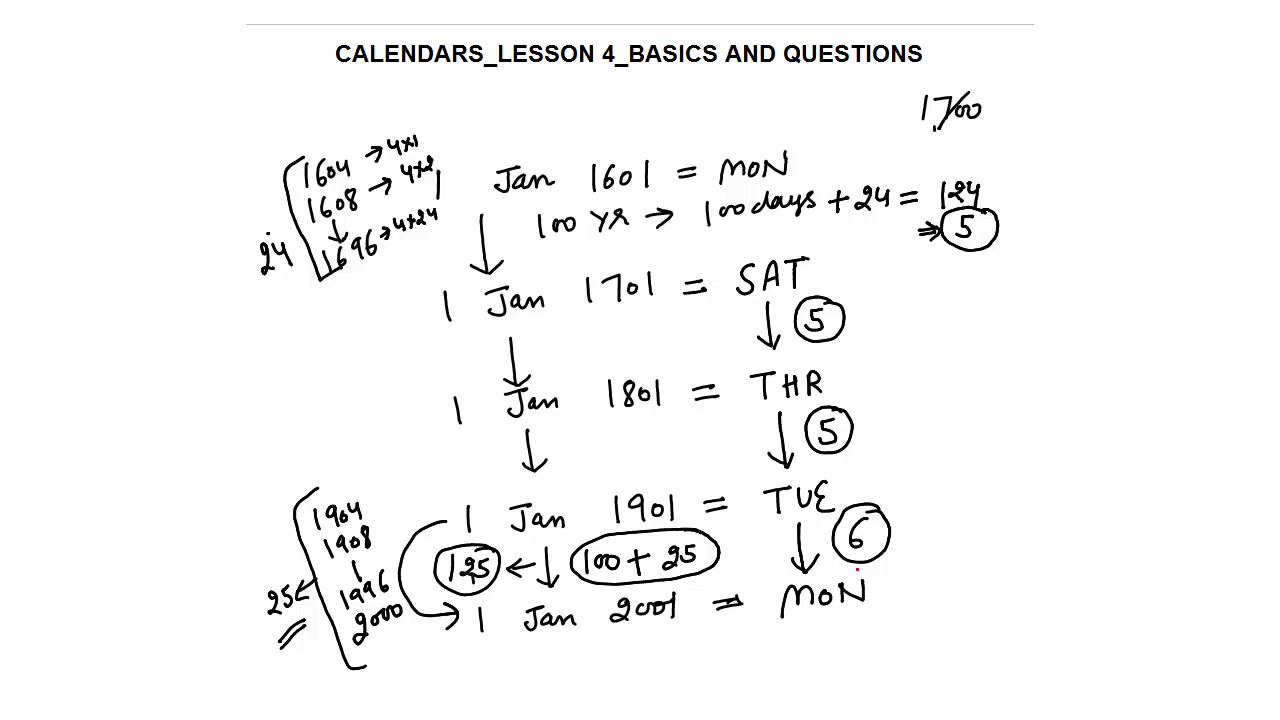 CALENDARS_LESSON 4_BASICS AND QUESTIONS
1700
1604 → 4×1
1608 → 4×2
↓
1696 → 4+24
24
1 Jan 1601 = MON
100 YR → 100 days + 24 = 124
⇒ 5
1 Jan 1701 = SAT
↓ 5
1 Jan 1801 = THR
↓ 5
1 Jan 1901 = TUE
↓ 6
125 ← 100 + 25
1 Jan 2001 = MON
1904
1908
1996
2000
25